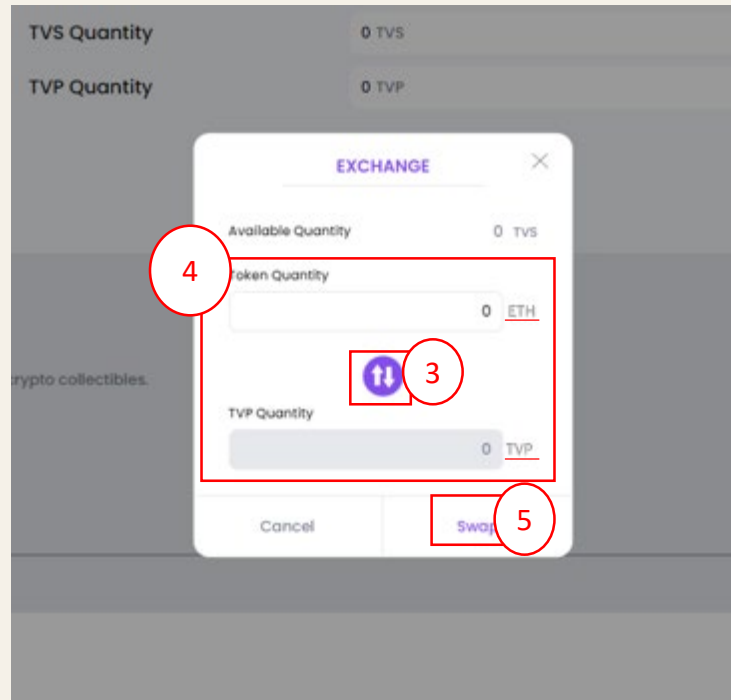 TVS Quantity 0 TVS
TVP Quantity 0 TVP
EXCHANGE
Available Quantity 0 TVS
4
Token Quantity
0 ETH
crypto collectibles.
3
TVP Quantity
0 TVP
Cancel Swap 5